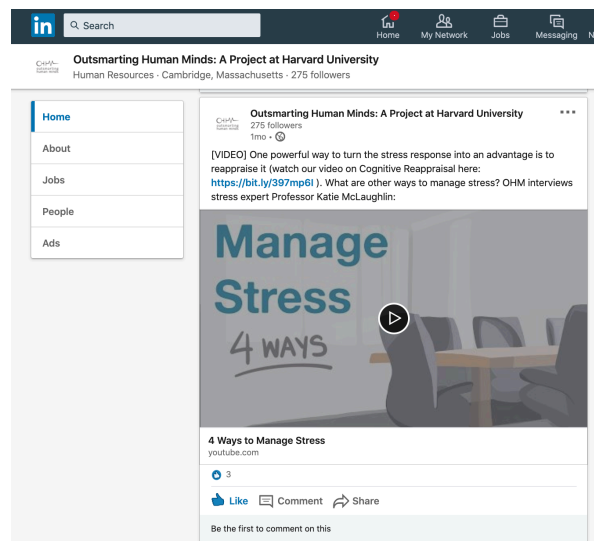 in
Search
Home
My Network
Jobs
Messaging
N
Outsmarting Human Minds: A Project at Harvard University
Human Resources · Cambridge, Massachusetts · 275 followers
Home
About
Jobs
People
Ads
Outsmarting Human Minds: A Project at Harvard University
275 followers
1mo •
[VIDEO] One powerful way to turn the stress response into an advantage is to
reappraise it (watch our video on Cognitive Reappraisal here:
https://bit.ly/397mp6I ). What are other ways to manage stress? OHM interviews
stress expert Professor Katie McLaughlin:
Manage
Stress
4 WAYS
4 Ways to Manage Stress
youtube.com
3
Like
Comment
Share
Be the first to comment on this